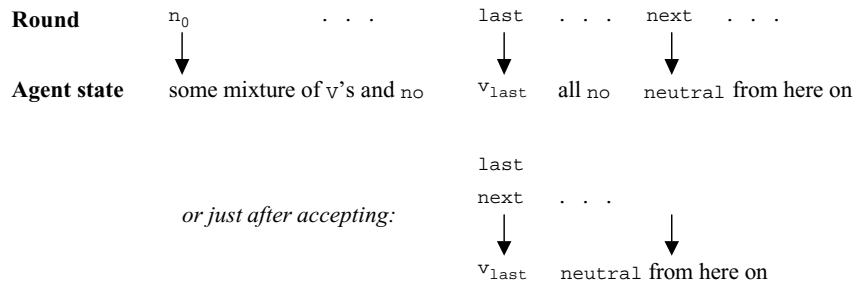 Round n0 . . . last . . . next . . .
Agent state some mixture of v's and no vlast all no neutral from here on
last
or just after accepting: next . . .
vlast neutral from here on